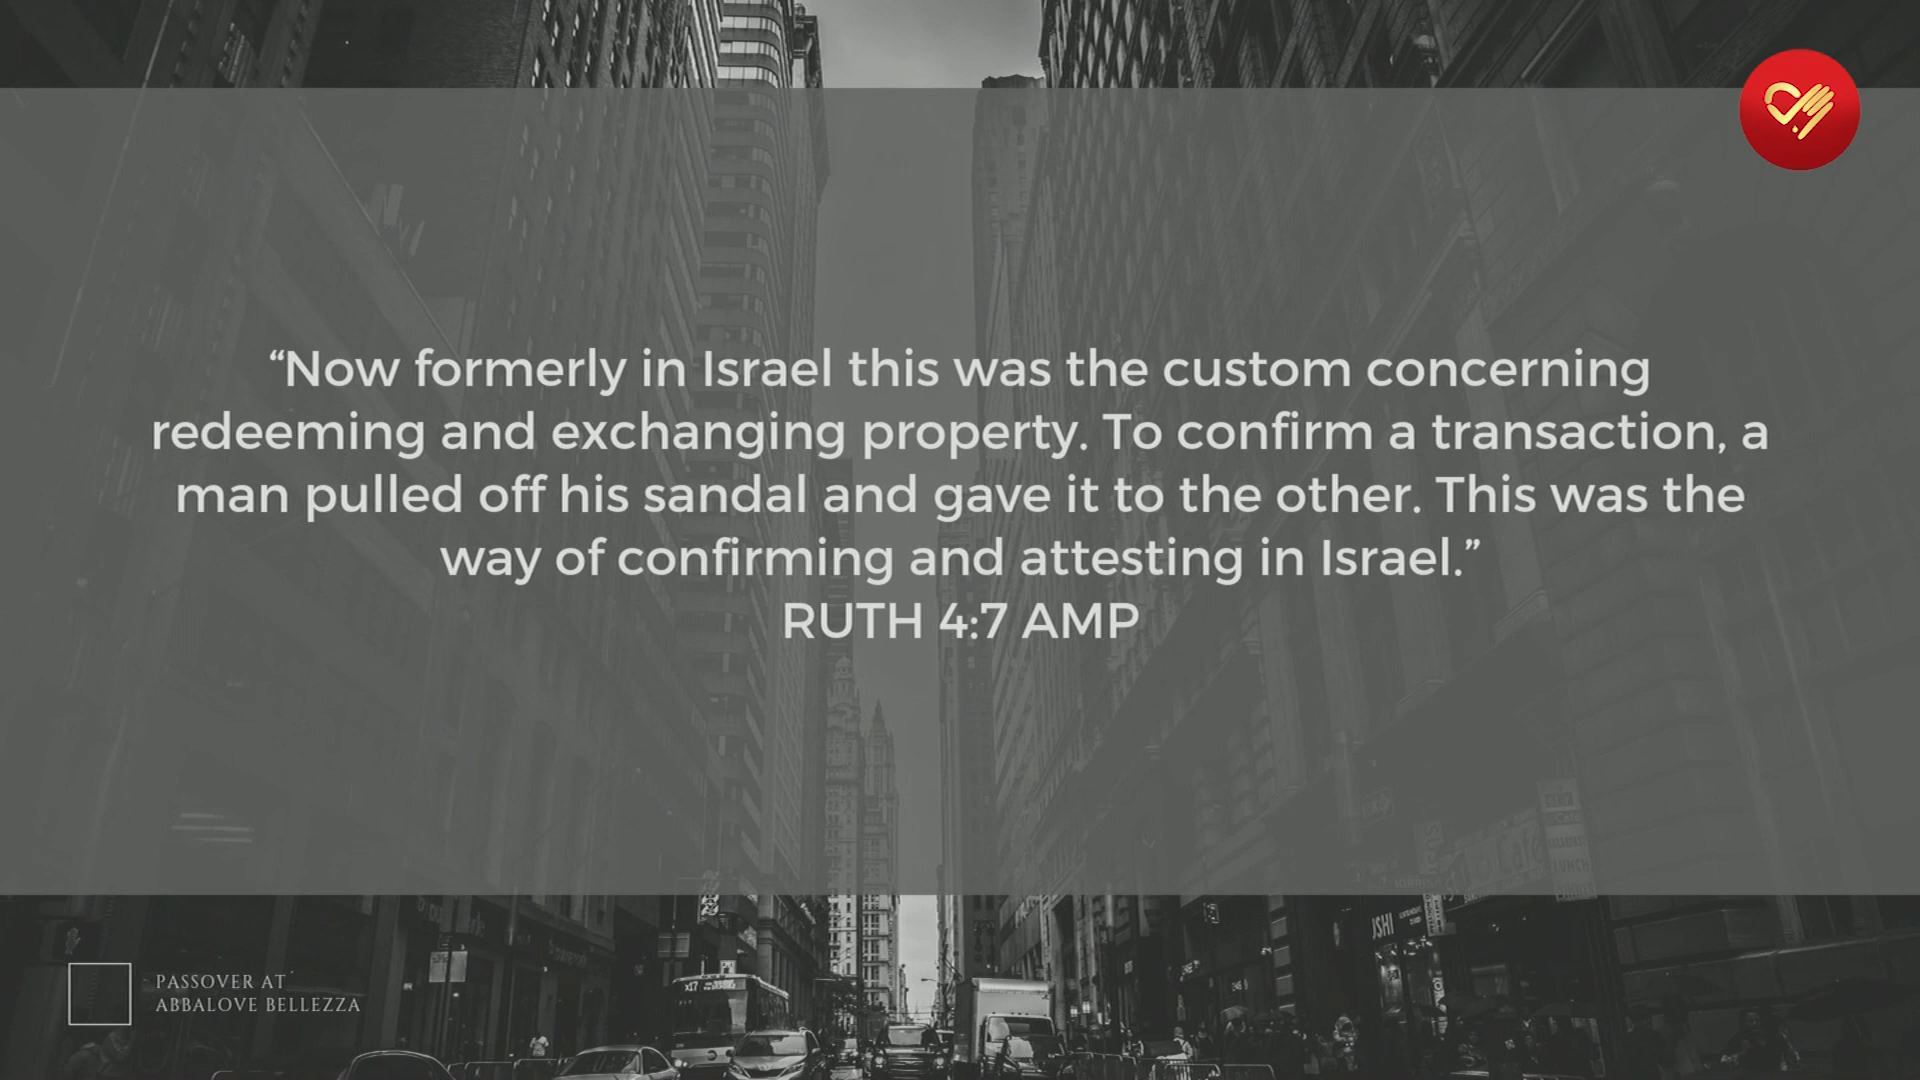 “Now formerly in Israel this was the custom concerning
redeeming and exchanging property. To confirm a transaction, a
man pulled off his sandal and gave it to the other. This was the
way of confirming and attesting in Israel.”
RUTH 4:7 AMP
USHI
x17
PASSOVER AT
ABBALOVE BELLEZZA